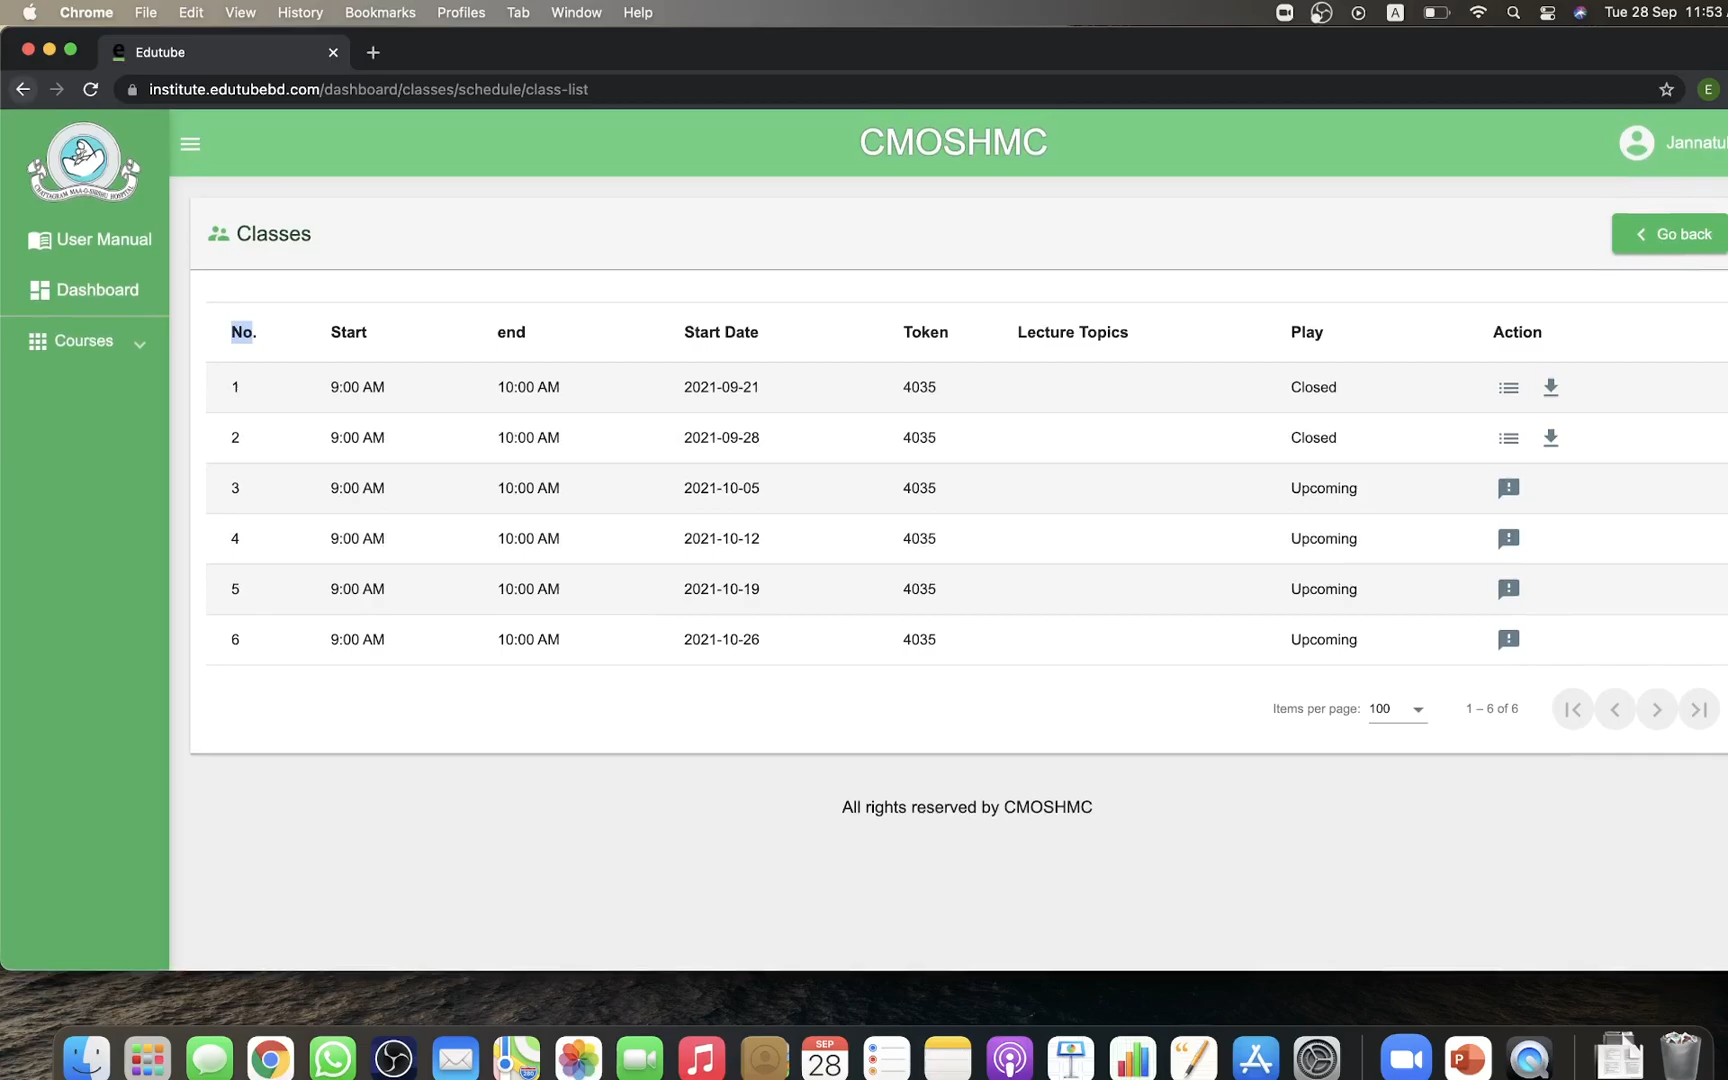 Chrome File Edit View History Bookmarks Profiles Tab Window Help A Tue 28 Sep 11:53
Edutube
institute.edutubebd.com/dashboard/classes/schedule/class-list E
CHATTAGRAM MAA-O-SHISHU HOSPITAL
CMOSHMC
Jannatul
User Manual
Dashboard
Courses
Classes
Go back
No. Start end Start Date Token Lecture Topics Play Action
1 9:00 AM 10:00 AM 2021-09-21 4035 Closed
2 9:00 AM 10:00 AM 2021-09-28 4035 Closed
3 9:00 AM 10:00 AM 2021-10-05 4035 Upcoming
4 9:00 AM 10:00 AM 2021-10-12 4035 Upcoming
5 9:00 AM 10:00 AM 2021-10-19 4035 Upcoming
6 9:00 AM 10:00 AM 2021-10-26 4035 Upcoming
Items per page: 100 1 – 6 of 6
All rights reserved by CMOSHMC
SEP
28